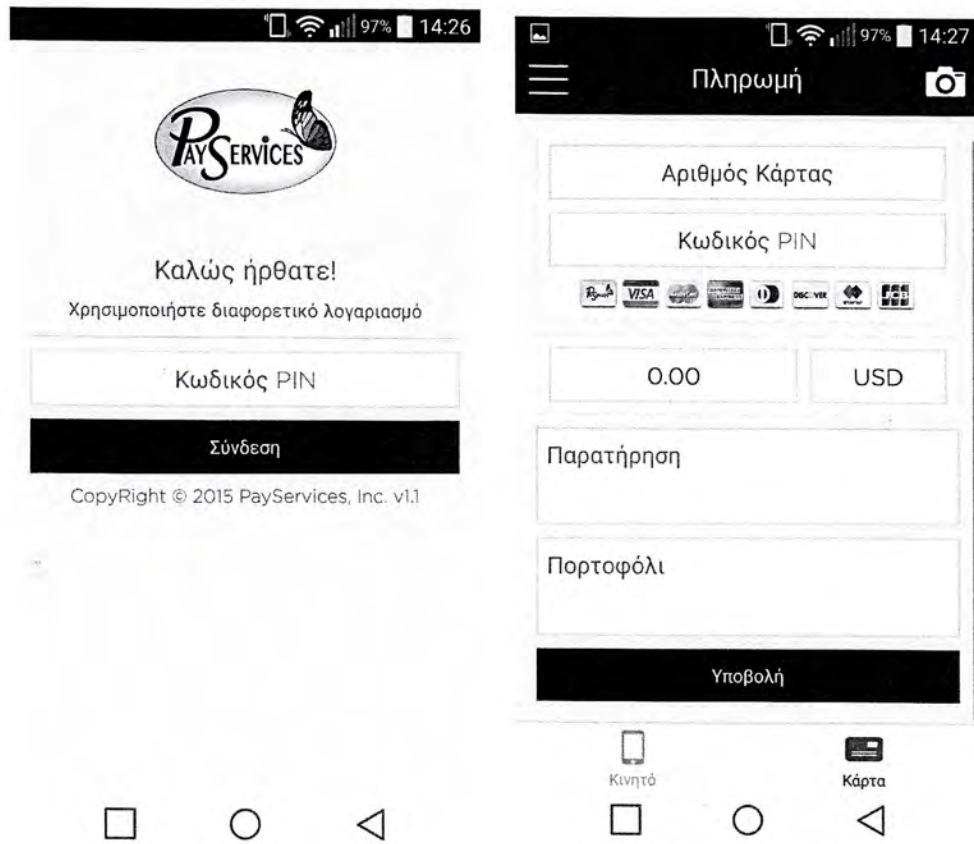 97% 14:26
PAYSERVICES
Καλώς ήρθατε!
Χρησιμοποιήστε διαφορετικό λογαριασμό
Κωδικός PIN
Σύνδεση
CopyRight © 2015 PayServices, Inc. v1.1
97% 14:27
Πληρωμή
Αριθμός Κάρτας
Κωδικός PIN
VISA DISCOVER JCB
0.00 USD
Παρατήρηση
Πορτοφόλι
Υποβολή
Κινητό Κάρτα